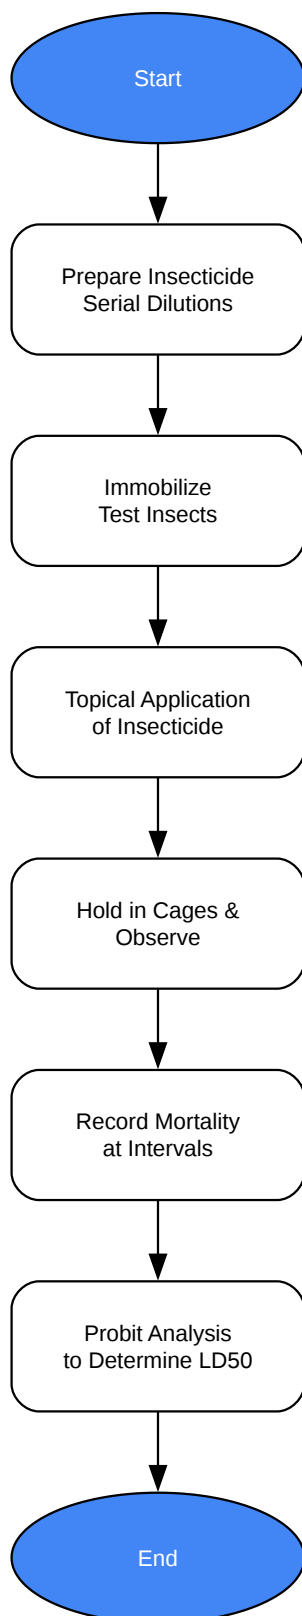 Start
Prepare Insecticide
Serial Dilutions
Immobilize
Test Insects
Topical Application
of Insecticide
Hold in Cages &
Observe
Record Mortality
at Intervals
Probit Analysis
to Determine LD50
End